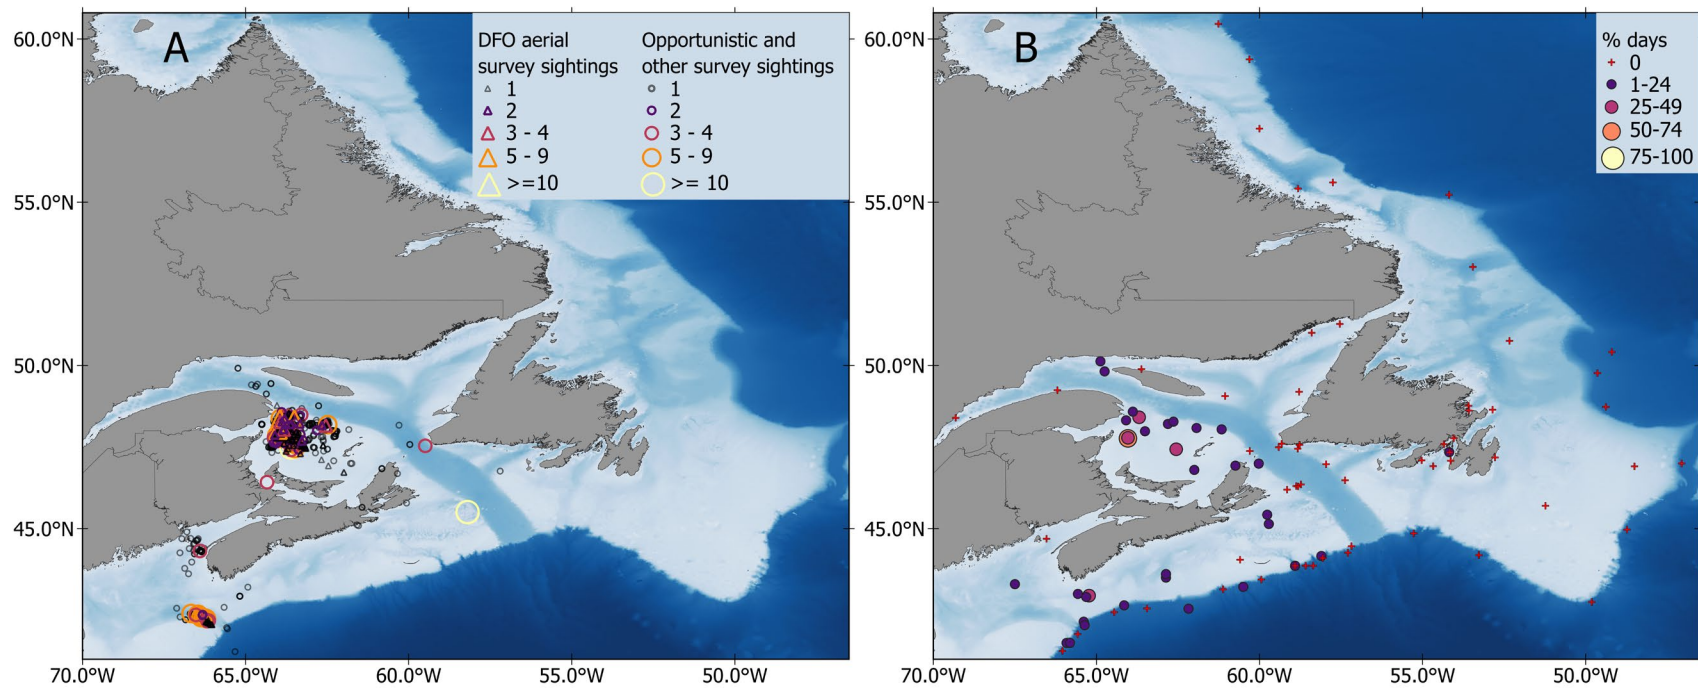 A
DFO aerial
survey sightings
1
2
3 - 4
5 - 9
>=10
Opportunistic and
other survey sightings
1
2
3 - 4
5 - 9
>= 10
60.0°N
55.0°N
50.0°N
45.0°N
70.0°W
65.0°W
60.0°W
55.0°W
50.0°W
B
% days
0
1-24
25-49
50-74
75-100
60.0°N
55.0°N
50.0°N
45.0°N
70.0°W
65.0°W
60.0°W
55.0°W
50.0°W